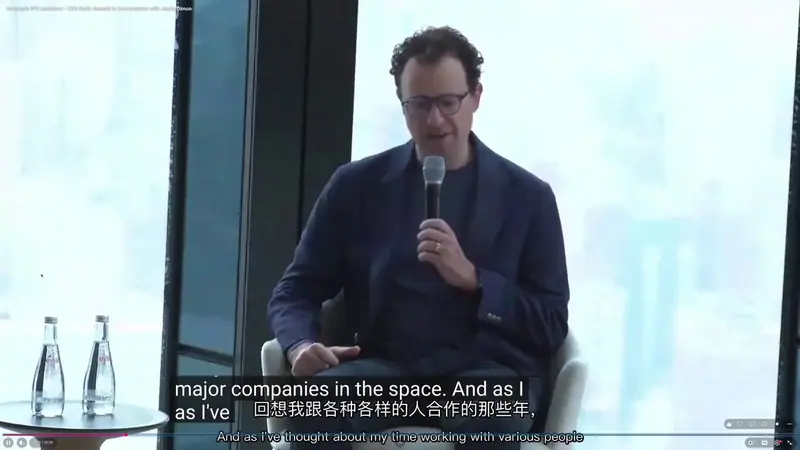 major companies in the space. And as I
as I've
回想我跟各种各样的人合作的那些年,
And as I've thought about my time working with various people